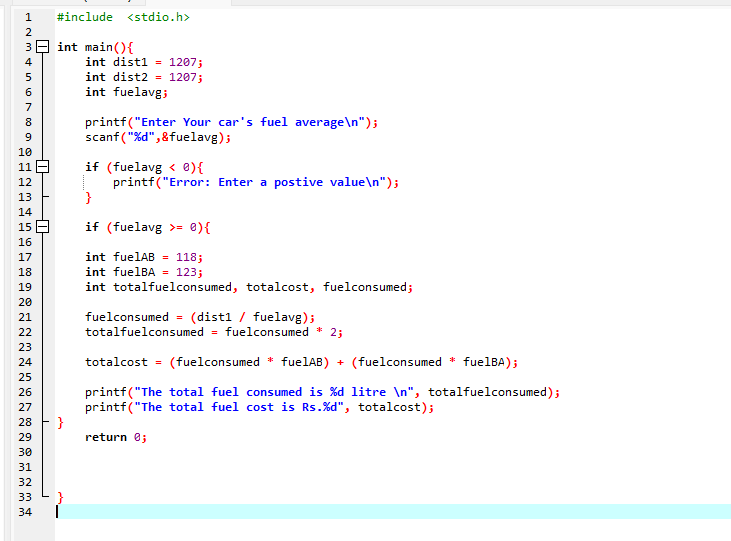 1 #include <stdio.h>
2
3 int main(){
4 int dist1 = 1207;
5 int dist2 = 1207;
6 int fuelavg;
7
8 printf("Enter Your car's fuel average\n");
9 scanf("%d",&fuelavg);
10
11 if (fuelavg < 0){
12 printf("Error: Enter a postive value\n");
13 }
14
15 if (fuelavg >= 0){
16
17 int fuelAB = 118;
18 int fuelBA = 123;
19 int totalfuelconsumed, totalcost, fuelconsumed;
20
21 fuelconsumed = (dist1 / fuelavg);
22 totalfuelconsumed = fuelconsumed * 2;
23
24 totalcost = (fuelconsumed * fuelAB) + (fuelconsumed * fuelBA);
25
26 printf("The total fuel consumed is %d litre \n", totalfuelconsumed);
27 printf("The total fuel cost is Rs.%d", totalcost);
28 }
29 return 0;
30
31
32
33 }
34